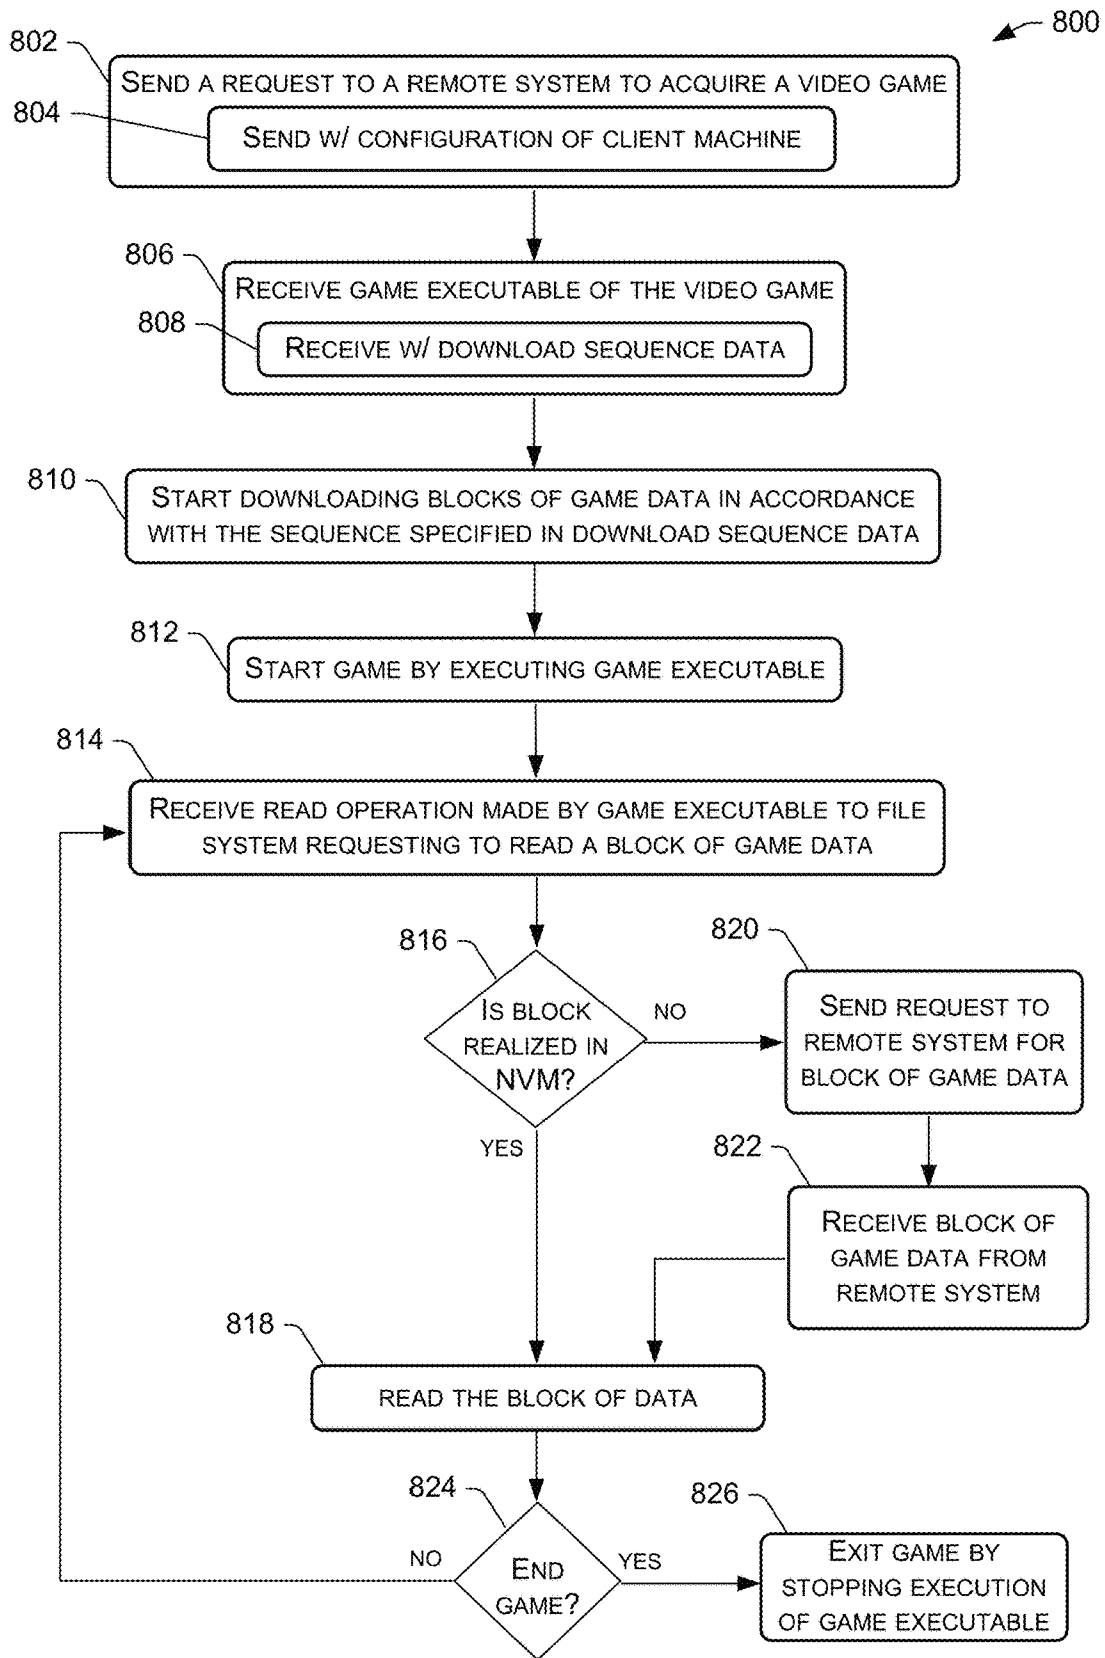 800
802
SEND A REQUEST TO A REMOTE SYSTEM TO ACQUIRE A VIDEO GAME
804
SEND W/ CONFIGURATION OF CLIENT MACHINE
806
RECEIVE GAME EXECUTABLE OF THE VIDEO GAME
808
RECEIVE W/ DOWNLOAD SEQUENCE DATA
810
START DOWNLOADING BLOCKS OF GAME DATA IN ACCORDANCE
WITH THE SEQUENCE SPECIFIED IN DOWNLOAD SEQUENCE DATA
812
START GAME BY EXECUTING GAME EXECUTABLE
814
RECEIVE READ OPERATION MADE BY GAME EXECUTABLE TO FILE
SYSTEM REQUESTING TO READ A BLOCK OF GAME DATA
816
IS BLOCK
REALIZED IN
NVM?
NO
YES
820
SEND REQUEST TO
REMOTE SYSTEM FOR
BLOCK OF GAME DATA
822
RECEIVE BLOCK OF
GAME DATA FROM
REMOTE SYSTEM
818
READ THE BLOCK OF DATA
824
END
GAME?
NO
YES
826
EXIT GAME BY
STOPPING EXECUTION
OF GAME EXECUTABLE